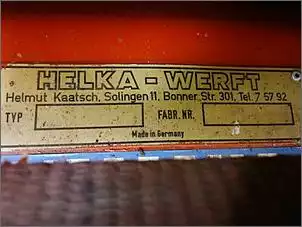 HELKA - WERFT
Helmut Kaatsch, Solingen 11, Bonner Str. 301, Tel. 7 57 92
TYP FABR. NR.
Made in Germany